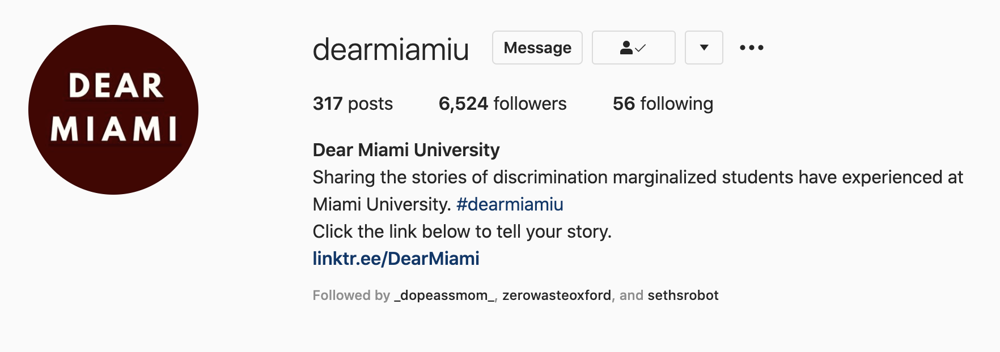 DEAR
MIAMI
dearmiamiu Message
317 posts 6,524 followers 56 following
Dear Miami University
Sharing the stories of discrimination marginalized students have experienced at
Miami University. #dearmiamiu
Click the link below to tell your story.
linktr.ee/DearMiami
Followed by _dopeassmom_, zerowasteoxford, and sethsrobot